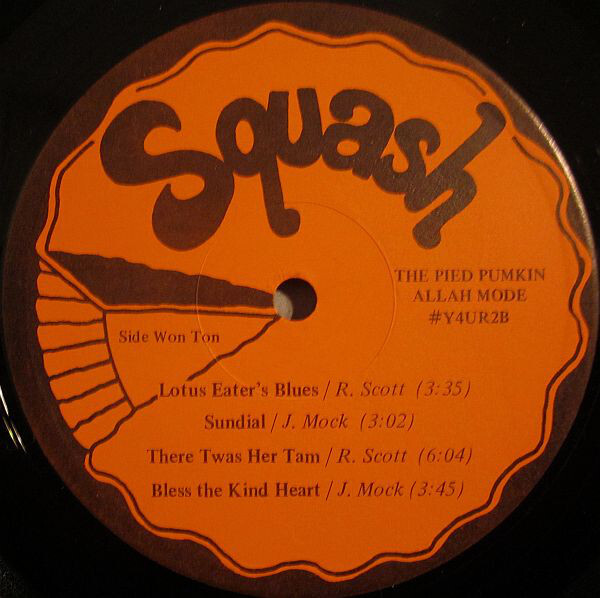 Squash
THE PIED PUMKIN
ALLAH MODE
#Y4UR2B
Side Won Ton
Lotus Eater's Blues / R. Scott (3:35)
Sundial / J. Mock (3:02)
There Twas Her Tam / R. Scott (6:04)
Bless the Kind Heart / J. Mock (3:45)